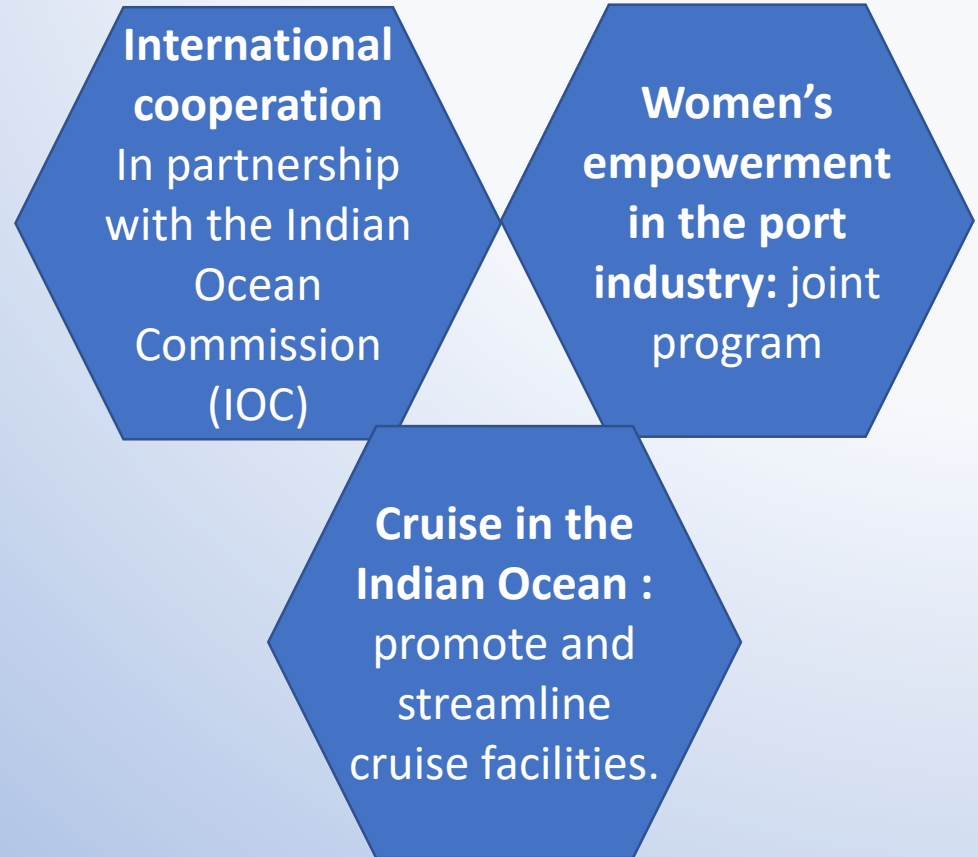 International
cooperation
In partnership
with the Indian
Ocean
Commission
(IOC)
Women’s
empowerment
in the port
industry: joint
program
Cruise in the
Indian Ocean :
promote and
streamline
cruise facilities.